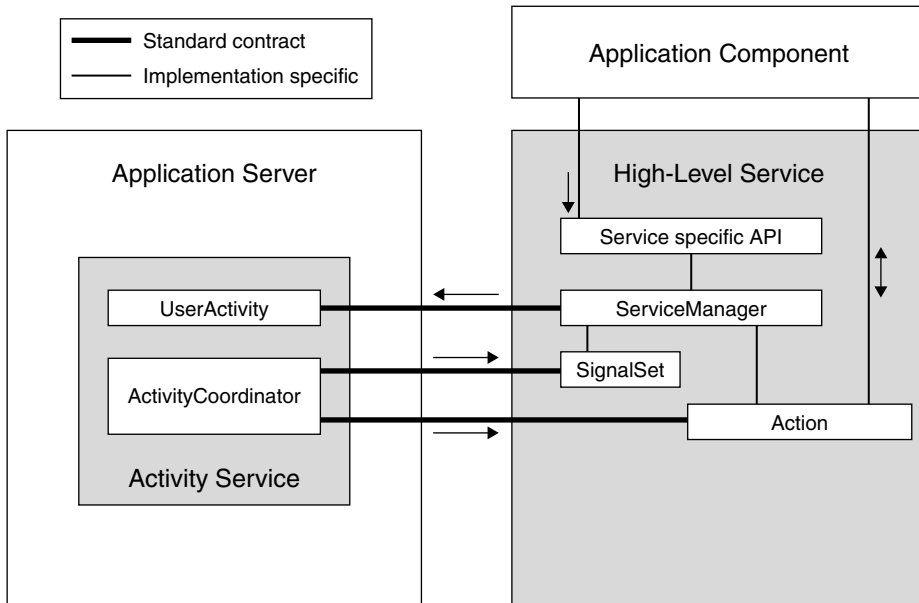 Standard contract
Implementation specific
Application Component
Application Server
High-Level Service
Service specific API
UserActivity
ServiceManager
SignalSet
ActivityCoordinator
Action
Activity Service